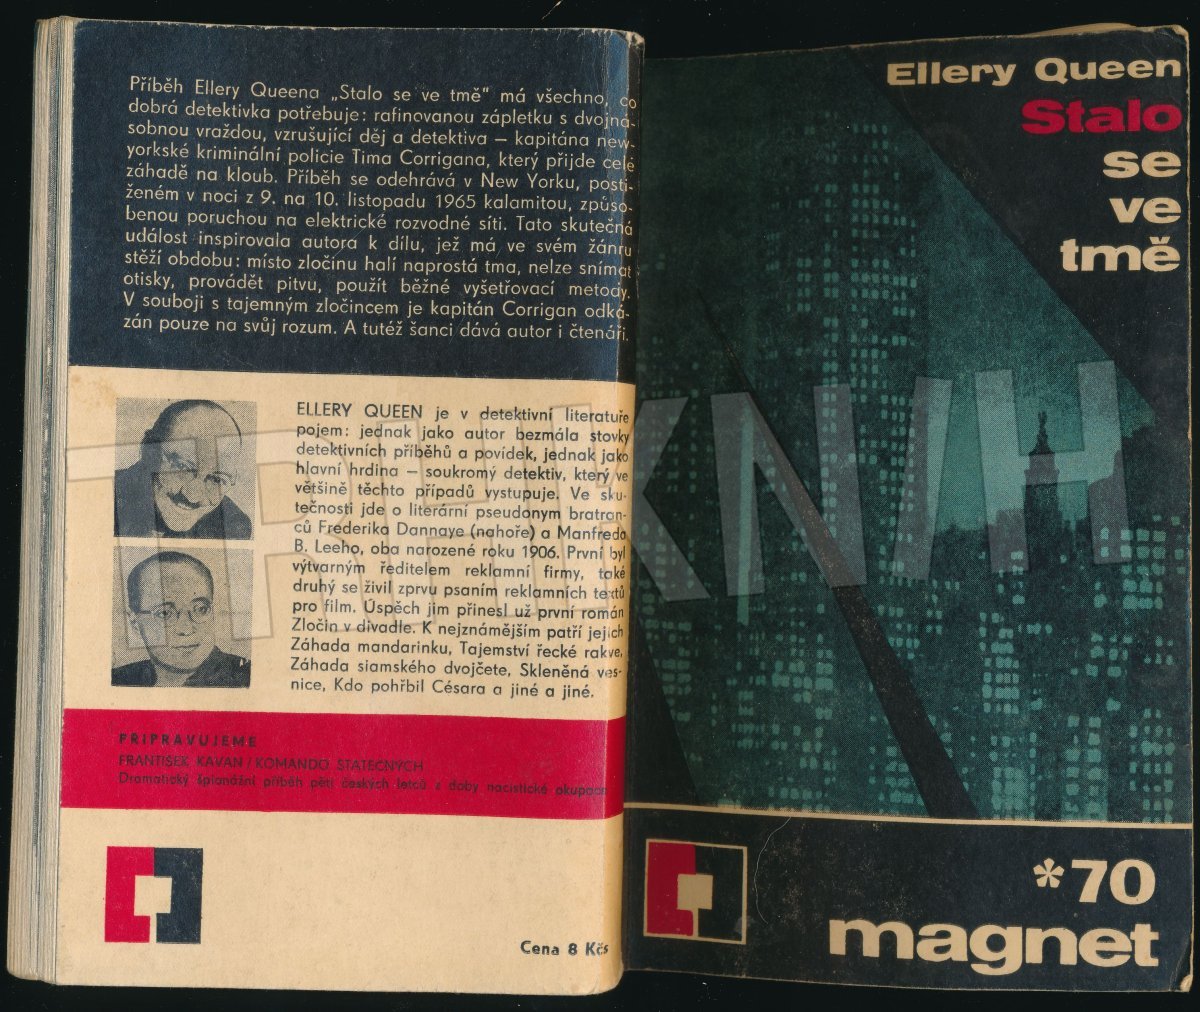 Příběh Ellery Queena „Stalo se ve tmě" má všechno, co
dobrá detektivka potřebuje: rafinovanou zápletku s dvojná-
sobnou vraždou, vzrušující děj a detektiva – kapitána new-
yorkské kriminální policie Tima Corrigana, který přijde celé
záhadě na kloub. Příběh se odehrává v New Yorku, posti-
ženém v noci z 9. na 10. listopadu 1965 kalamitou, způso-
benou poruchou na elektrické rozvodné síti. Tato skutečná
událost inspirovala autora k dílu, jež má ve svém žánru
stěží obdobu: místo zločinu halí naprostá tma, nelze snímat
otisky, provádět pitvu, použít běžné vyšetřovací metody.
V souboji s tajemným zločincem je kapitán Corrigan odká-
zán pouze na svůj rozum. A tutéž šanci dává autor i čtenáři.
ELLERY QUEEN je v detektivní literatuře
pojem: jednak jako autor bezmála stovky
detektivních příběhů a povídek, jednak jako
hlavní hrdina – soukromý detektiv, který ve
většině těchto případů vystupuje. Ve sku-
tečnosti jde o literární pseudonym bratran-
ců Frederika Dannaye (nahoře) a Manfreda
B. Leeho, oba narozené roku 1906. První byl
výtvarným ředitelem reklamní firmy, také
druhý se živil zprvu psaním reklamních textů
pro film. Úspěch jim přinesl už první román
Zločin v divadle. K nejznámějším patří jejich
Záhada mandarinku, Tajemství řecké rakve,
Záhada siamského dvojčete, Skleněná ves-
nice, Kdo pohřbil Césara a jiné a jiné.
PŘIPRAVUJEME
FRANTIŠEK KAVAN / KOMANDO STATEČNÝCH
Dramatický špionážní příběh pěti českých letců z doby nacistické okupace
Cena 8 Kčs
Ellery Queen
Stalo
se
ve
tmě
*70
magnet
TRHKNIH